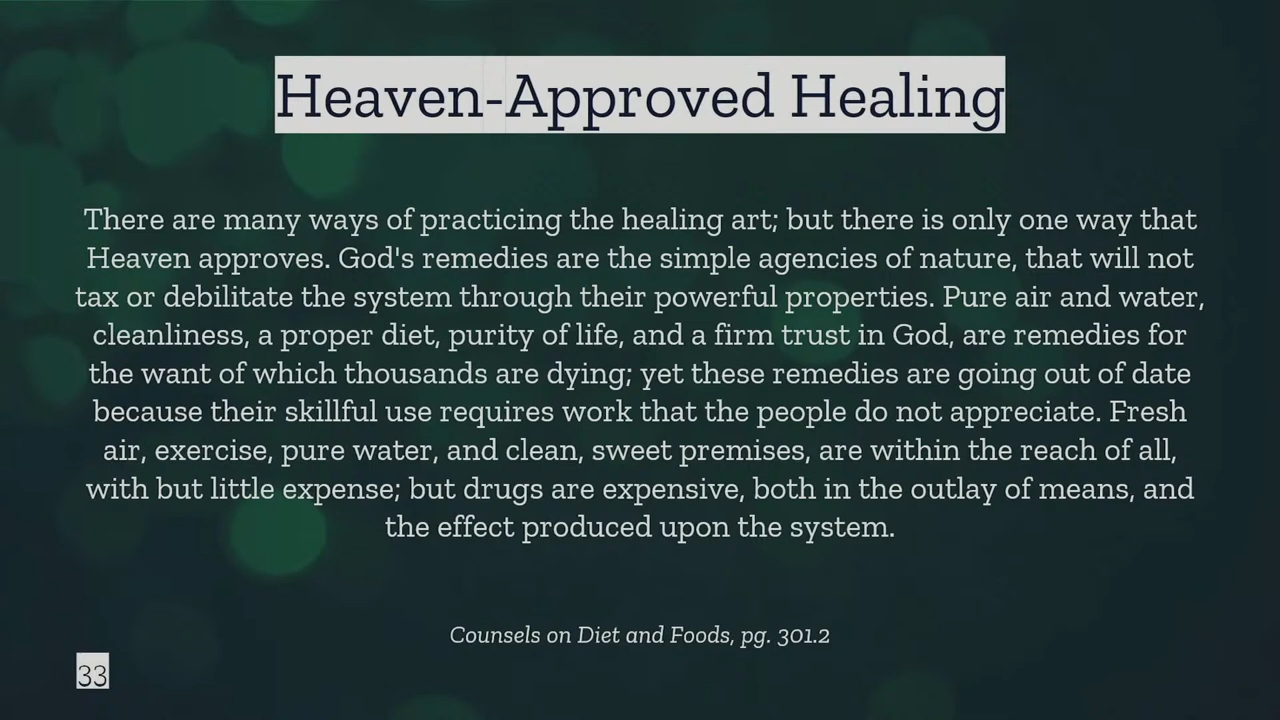 Heaven-Approved Healing
There are many ways of practicing the healing art; but there is only one way that
Heaven approves. God's remedies are the simple agencies of nature, that will not
tax or debilitate the system through their powerful properties. Pure air and water,
cleanliness, a proper diet, purity of life, and a firm trust in God, are remedies for
the want of which thousands are dying; yet these remedies are going out of date
because their skillful use requires work that the people do not appreciate. Fresh
air, exercise, pure water, and clean, sweet premises, are within the reach of all,
with but little expense; but drugs are expensive, both in the outlay of means, and
the effect produced upon the system.
Counsels on Diet and Foods, pg. 301.2
33